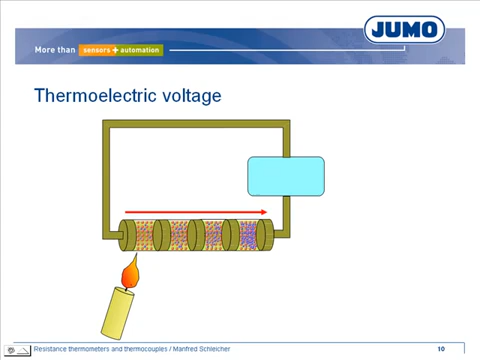 JUMO
More than sensors + automation
Thermoelectric voltage
Resistance thermometers and thermocouples / Manfred Schleicher
10